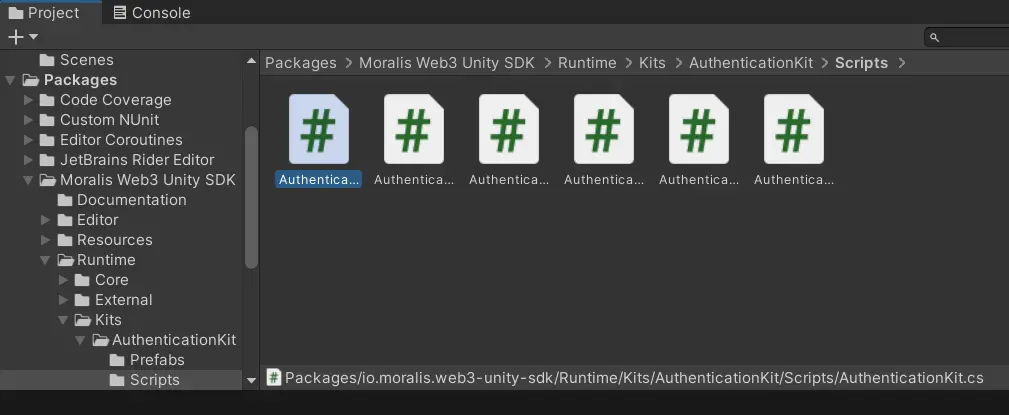 Project Console
Scenes
Packages
Code Coverage
Custom NUnit
Editor Coroutines
JetBrains Rider Editor
Moralis Web3 Unity SDK
Documentation
Editor
Resources
Runtime
Core
External
Kits
AuthenticationKit
Prefabs
Scripts
Packages > Moralis Web3 Unity SDK > Runtime > Kits > AuthenticationKit > Scripts >
Authentica... Authentica... Authentica... Authentica... Authentica... Authentica...
Packages/io.moralis.web3-unity-sdk/Runtime/Kits/AuthenticationKit/Scripts/AuthenticationKit.cs